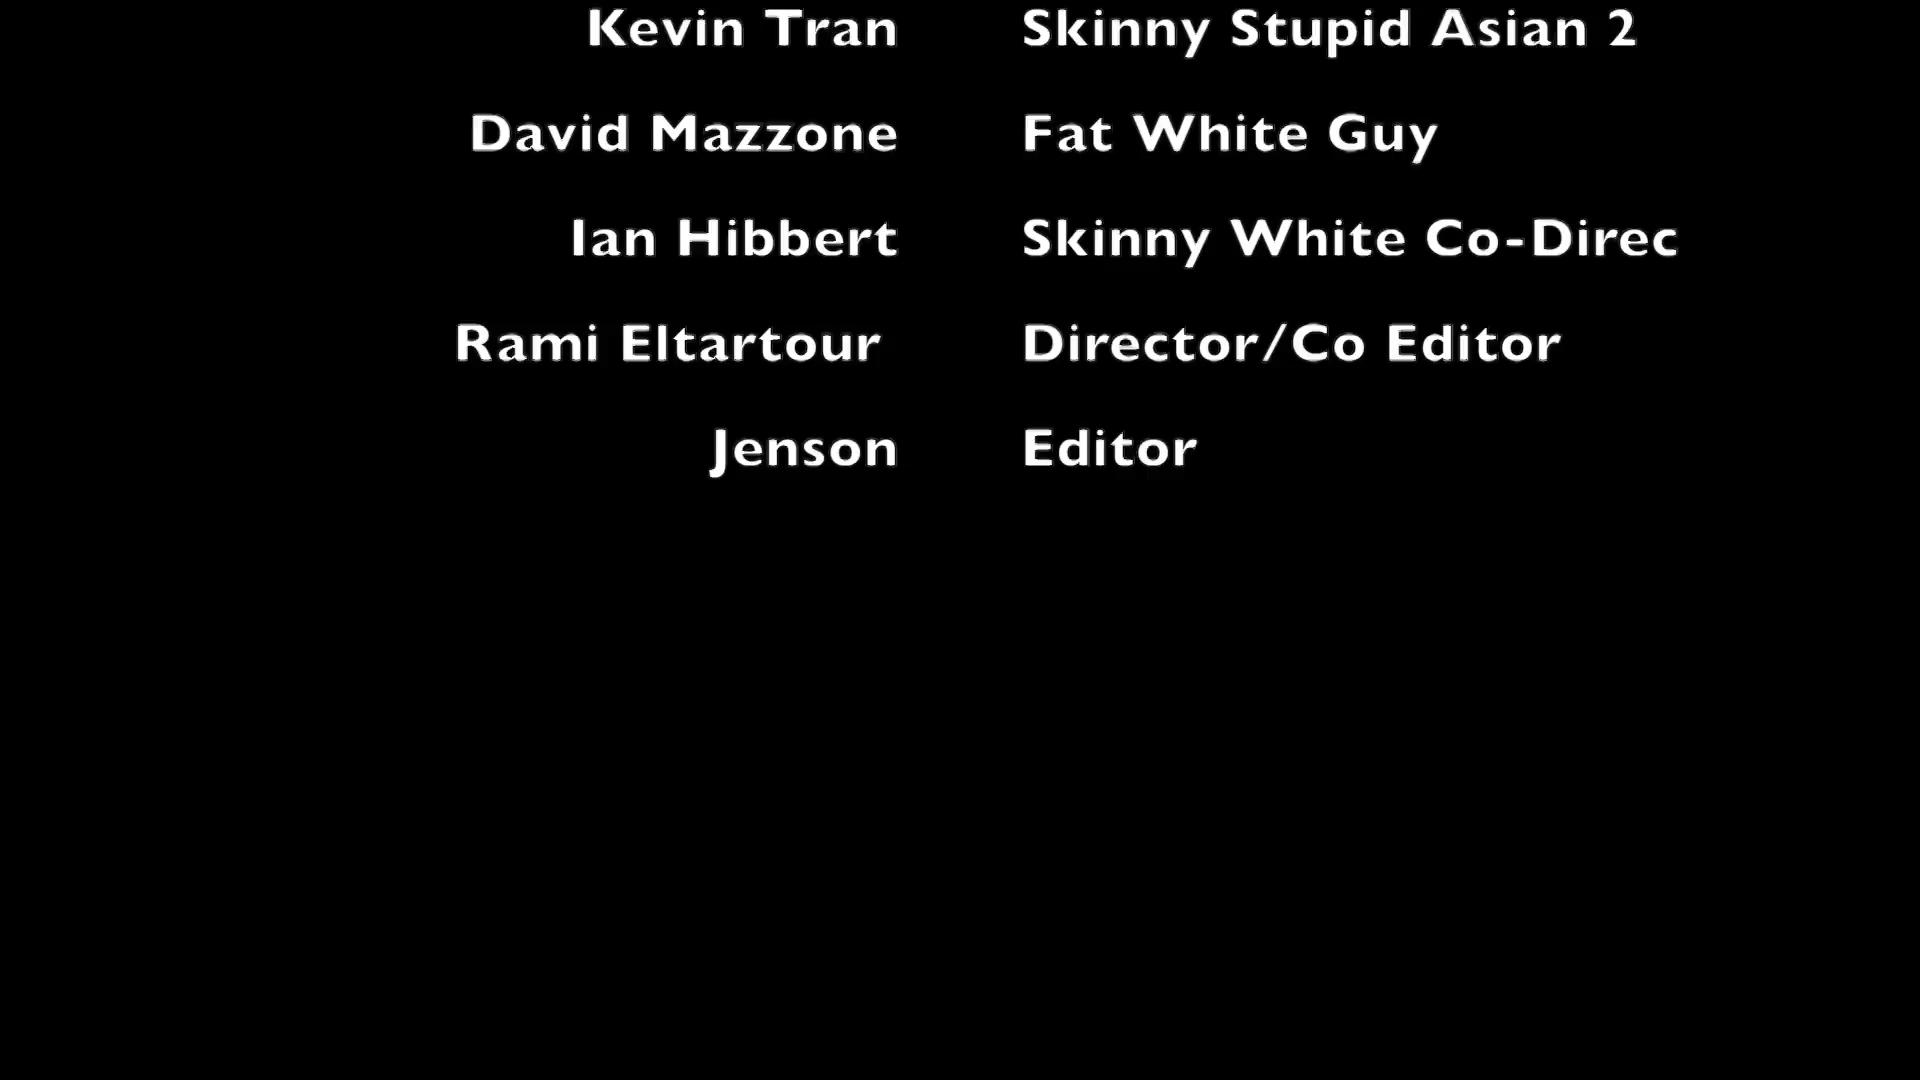 Kevin Tran Skinny Stupid Asian 2
David Mazzone Fat White Guy
Ian Hibbert Skinny White Co-Direc
Rami Eltartour Director/Co Editor
Jenson Editor